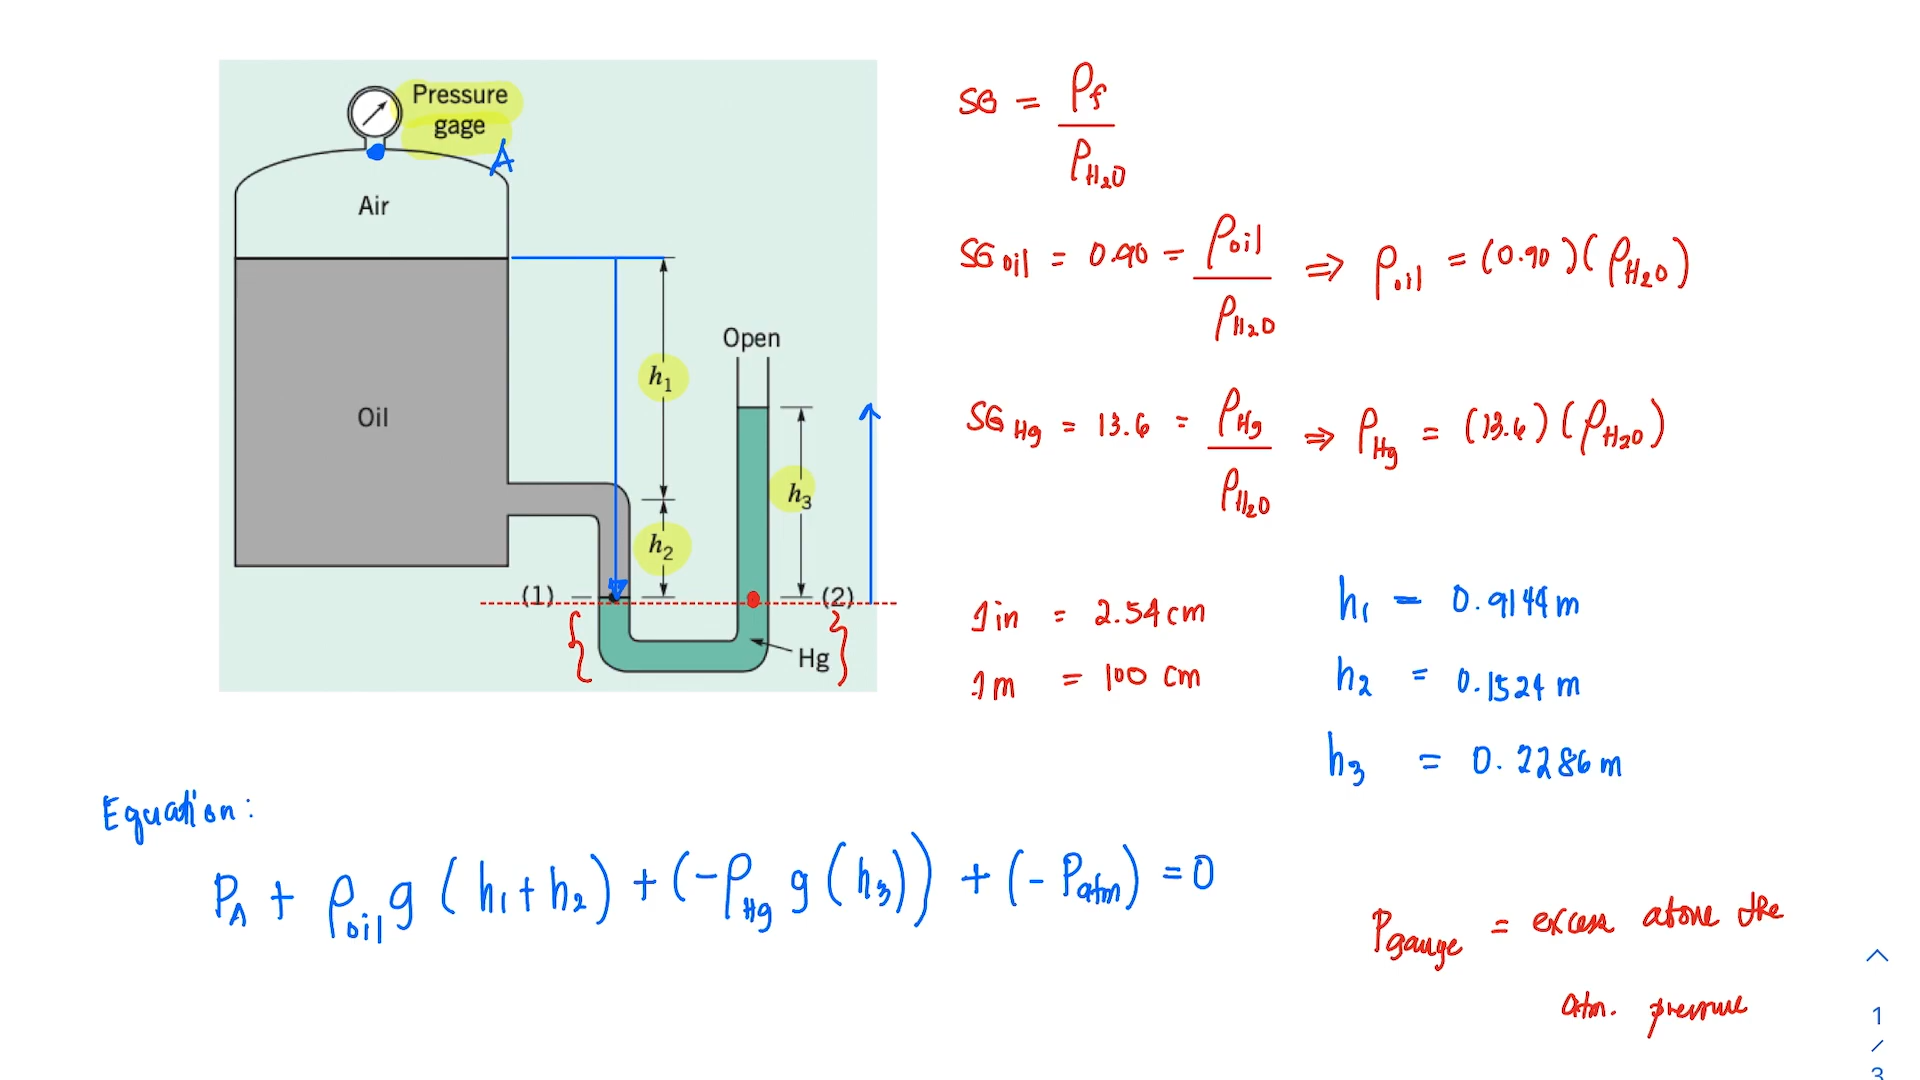 Pressure
gage
A
Air
Oil
Open
h1
h2
h3
(1)
(2)
Hg
SG = ρf / ρH2O
SG oil = 0.90 = ρoil / ρH2O ⇒ ρoil = (0.90)(ρH2O)
SG Hg = 13.6 = ρHg / ρH2O ⇒ ρHg = (13.6)(ρH2O)
1 in = 2.54 cm
1 m = 100 cm
h1 = 0.9144 m
h2 = 0.1524 m
h3 = 0.2286 m
Equation:
PA + ρoil g (h1 + h2) + (-ρHg g (h3)) + (-Patm) = 0
Pgauge = excess above the
atm. pressure
1
/
3